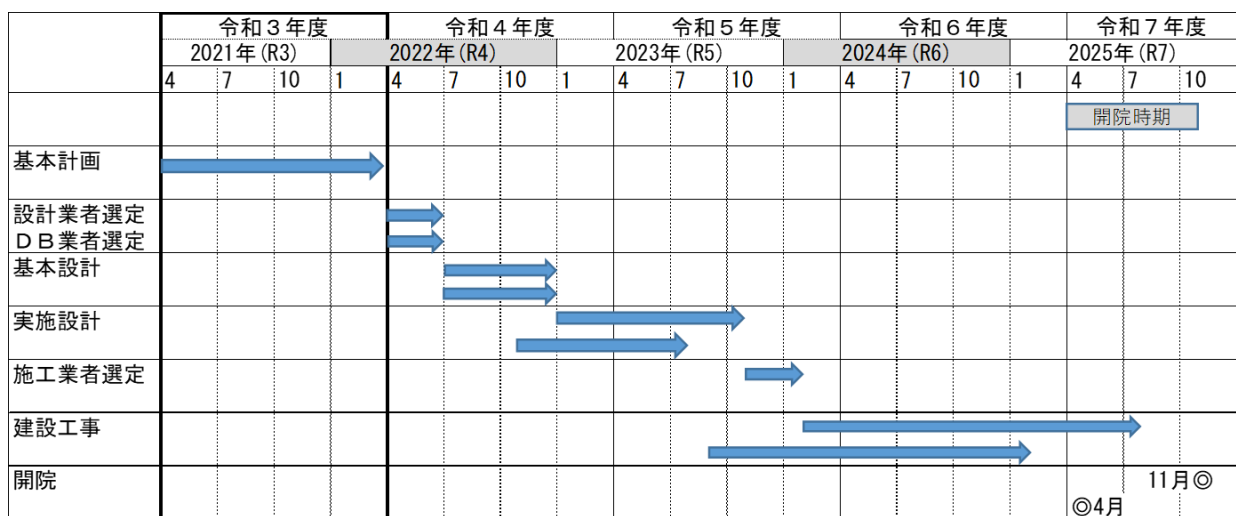 令和３年度 令和４年度 令和５年度 令和６年度 令和７年度
2021年(R3) 2022年(R4) 2023年(R5) 2024年(R6) 2025年(R7)
4 7 10 1 4 7 10 1 4 7 10 1 4 7 10 1 4 7 10
開院時期
基本計画
設計業者選定
ＤＢ業者選定
基本設計
実施設計
施工業者選定
建設工事
開院 11月◎
◎4月